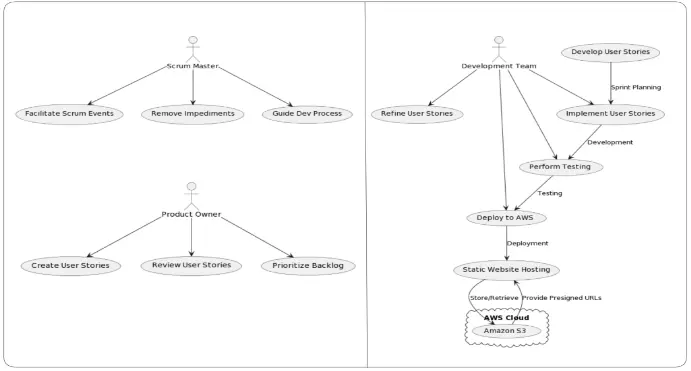 Scrum Master
Facilitate Scrum Events
Remove Impediments
Guide Dev Process
Product Owner
Create User Stories
Review User Stories
Prioritize Backlog
Development Team
Develop User Stories
Sprint Planning
Refine User Stories
Implement User Stories
Development
Perform Testing
Testing
Deploy to AWS
Deployment
Static Website Hosting
Store/Retrieve
Provide Presigned URLs
AWS Cloud
Amazon S3